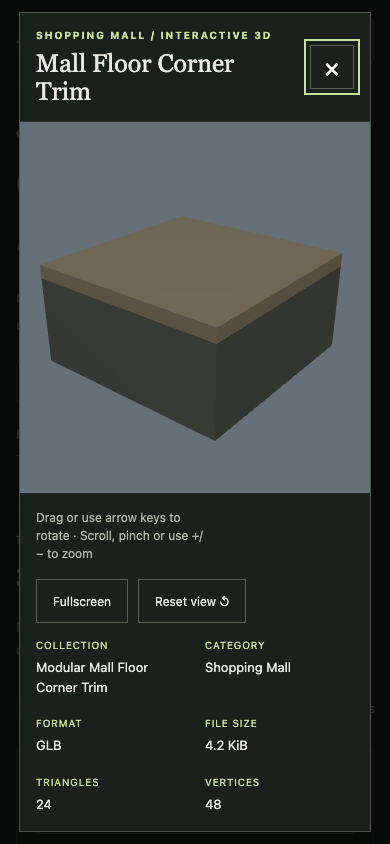 SHOPPING MALL / INTERACTIVE 3D
Mall Floor Corner
Trim
×
Drag or use arrow keys to
rotate · Scroll, pinch or use +/
− to zoom
Fullscreen
Reset view ↺
COLLECTION
Modular Mall Floor
Corner Trim
CATEGORY
Shopping Mall
FORMAT
GLB
FILE SIZE
4.2 KiB
TRIANGLES
24
VERTICES
48